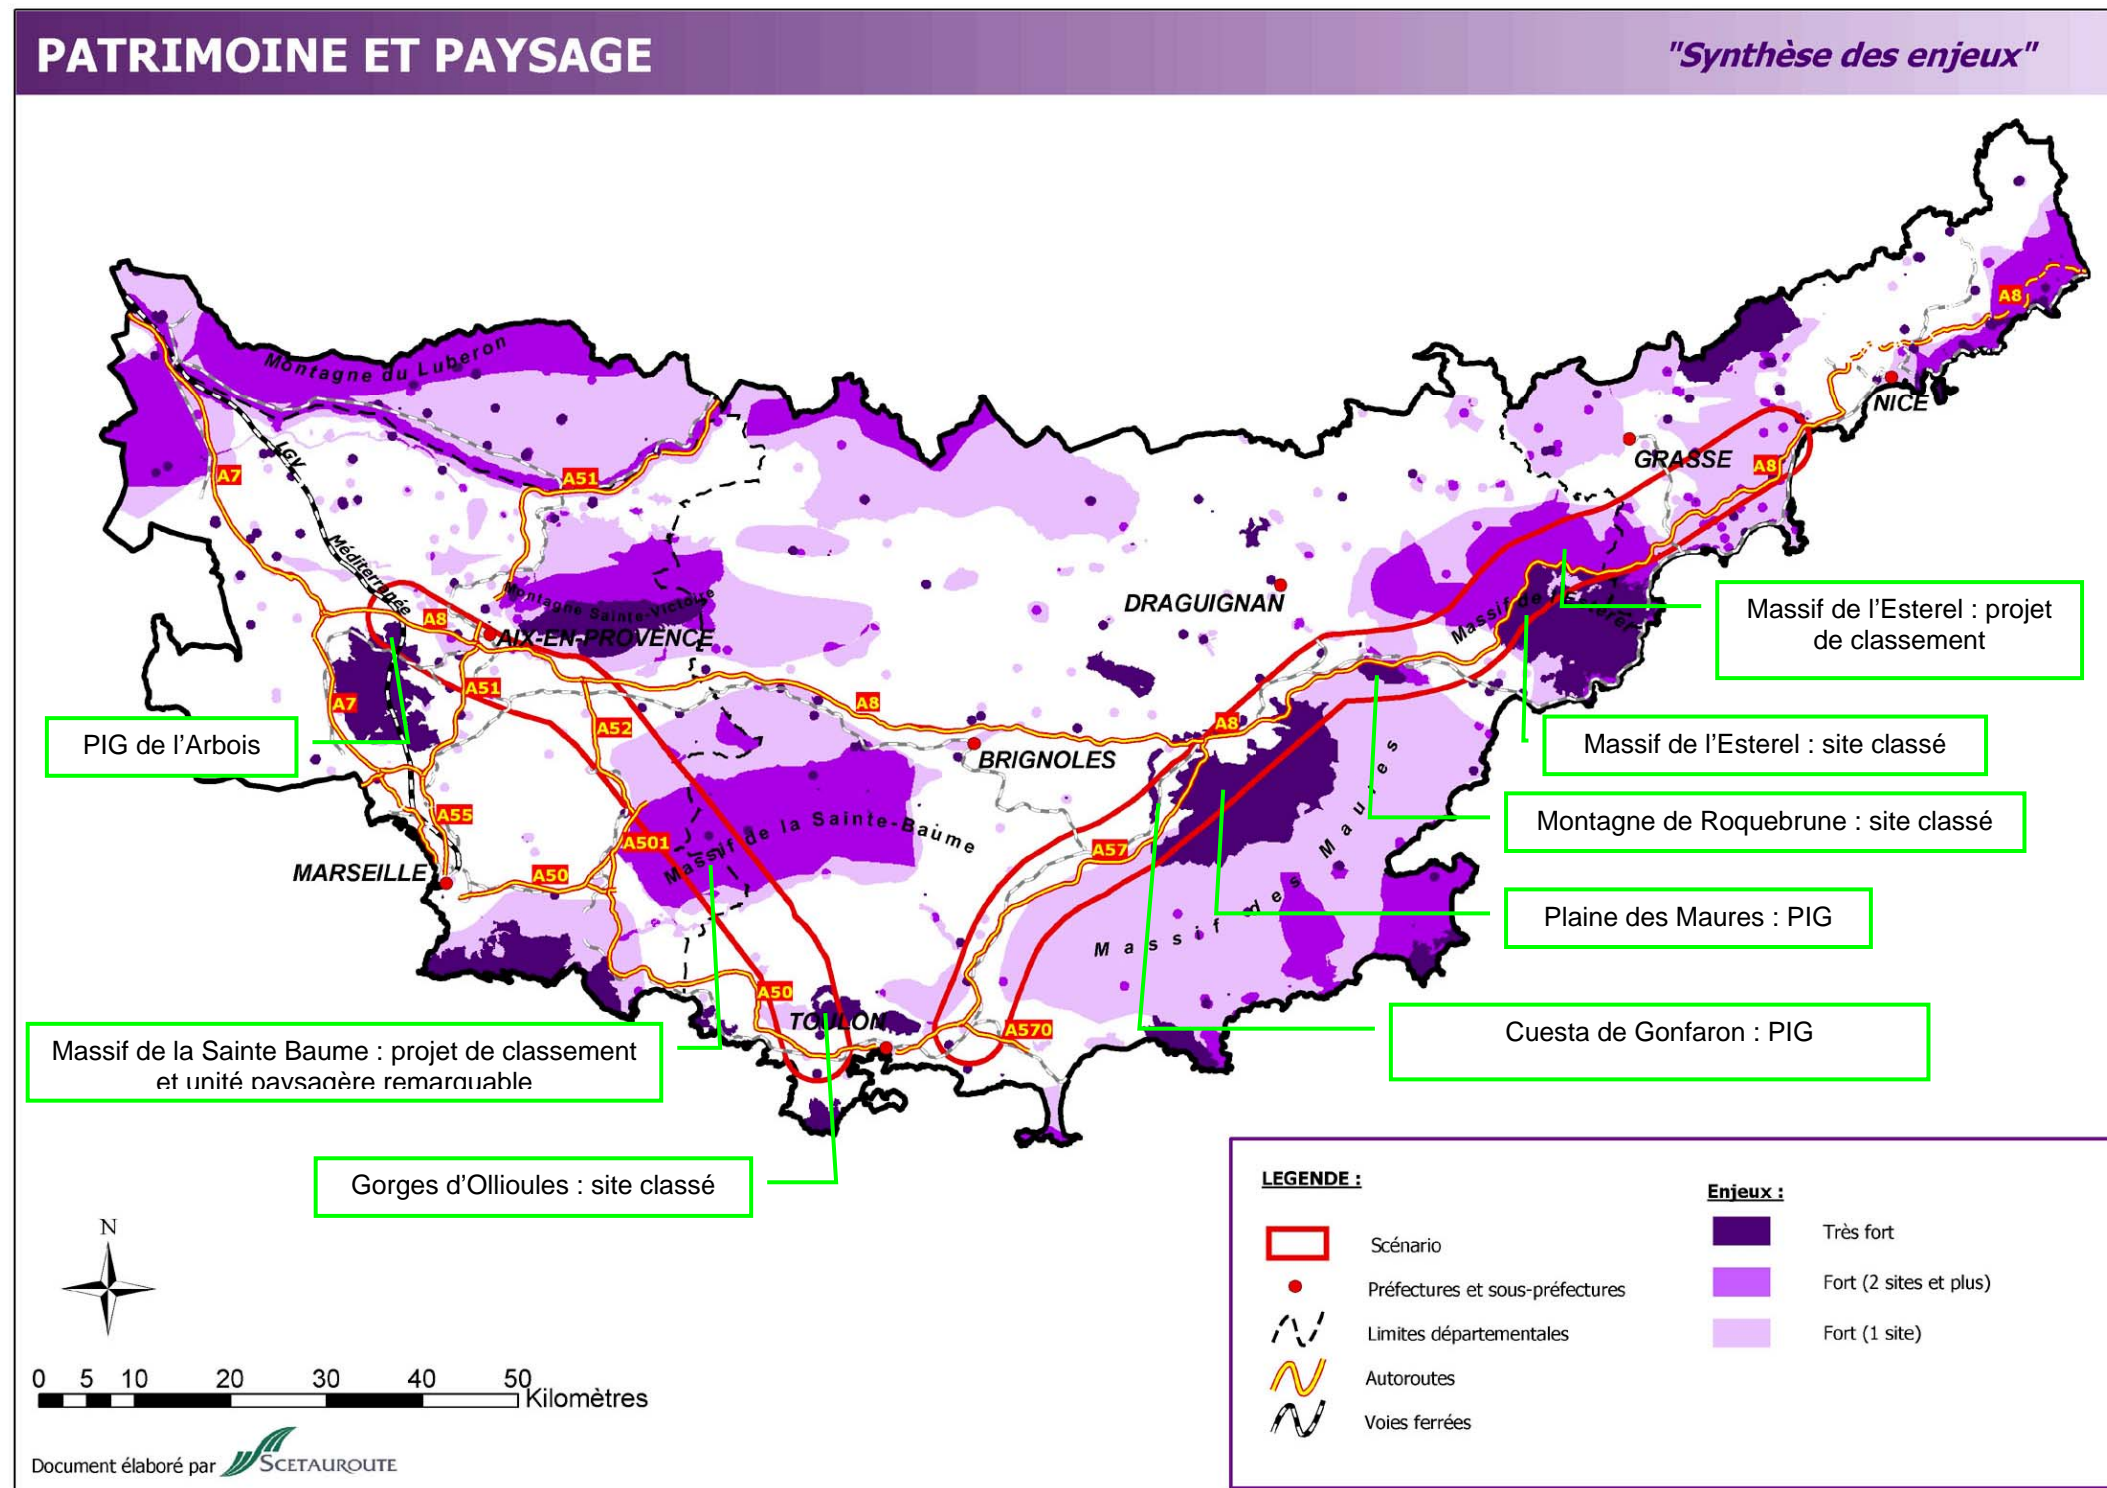 PATRIMOINE ET PAYSAGE
"Synthèse des enjeux"
Montagne du Luberon
A8
NICE
GRASSE
A8
LGV
Méditerranée
A7
A51
Montagne Sainte-Victoire
AIX-EN-PROVENCE
A8
A51
A7
A52
A8
DRAGUIGNAN
Massif de l'Esterel
Massif de l'Esterel : projet
de classement
PIG de l'Arbois
BRIGNOLES
A8
Massif de l'Esterel : site classé
A55
A501
Massif de la Sainte-Baume
A57
Massif des Maures
Montagne de Roquebrune : site classé
MARSEILLE
A50
Plaine des Maures : PIG
A50
TOULON
A570
Cuesta de Gonfaron : PIG
Massif de la Sainte Baume : projet de classement
et unité paysagère remarquable
Gorges d'Ollioules : site classé
N
0 5 10 20 30 40 50 Kilomètres
Document élaboré par SCETAUROUTE
LEGENDE :
Scénario
Préfectures et sous-préfectures
Limites départementales
Autoroutes
Voies ferrées
Enjeux :
Très fort
Fort (2 sites et plus)
Fort (1 site)